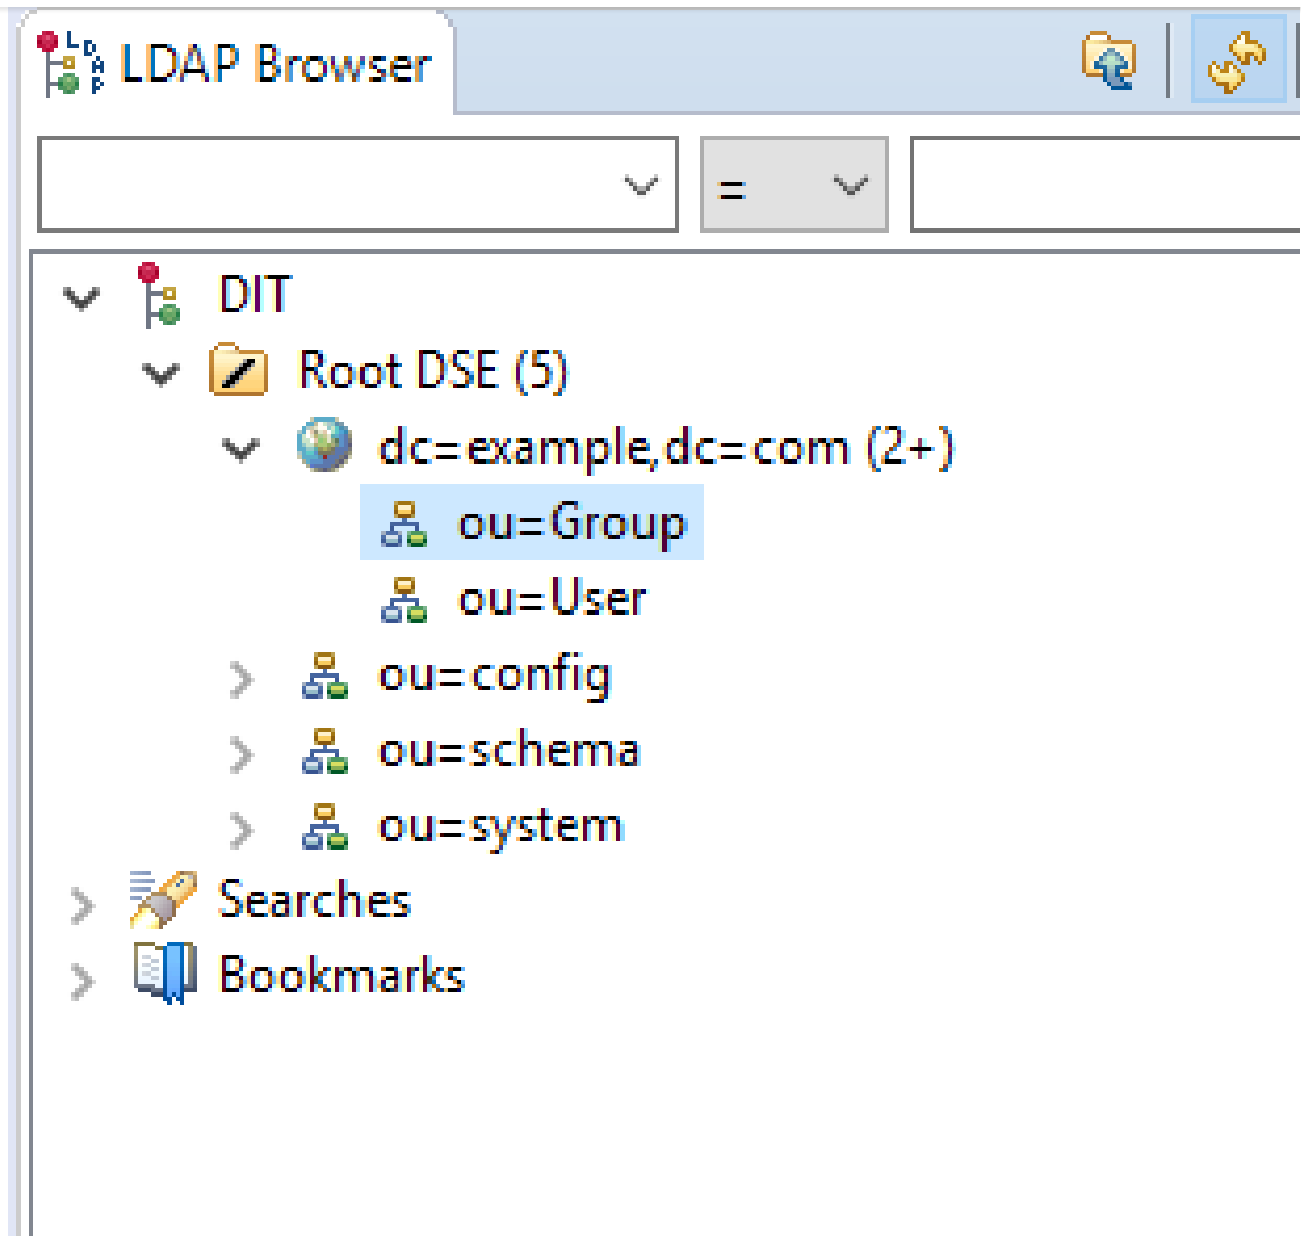 LDAP Browser
=
DIT
Root DSE (5)
dc=example,dc=com (2+)
ou=Group
ou=User
ou=config
ou=schema
ou=system
Searches
Bookmarks